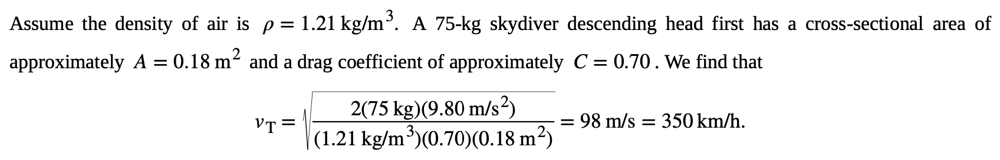 Assume the density of air is ρ = 1.21 kg/m³. A 75-kg skydiver descending head first has a cross-sectional area of
approximately A = 0.18 m² and a drag coefficient of approximately C = 0.70 . We find that
v_T = √(2(75 kg)(9.80 m/s²) / (1.21 kg/m³)(0.70)(0.18 m²)) = 98 m/s = 350 km/h.